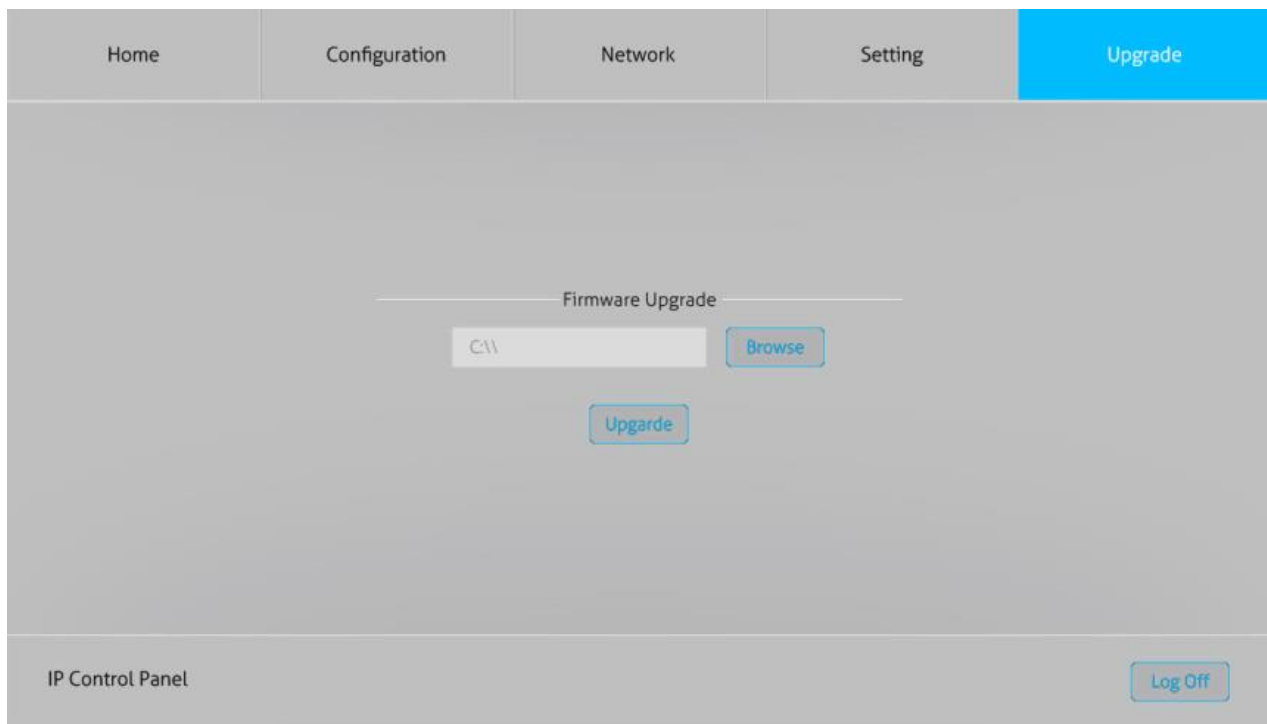 Home Configuration Network Setting Upgrade
Firmware Upgrade
C:\\ Browse
Upgarde
IP Control Panel Log Off